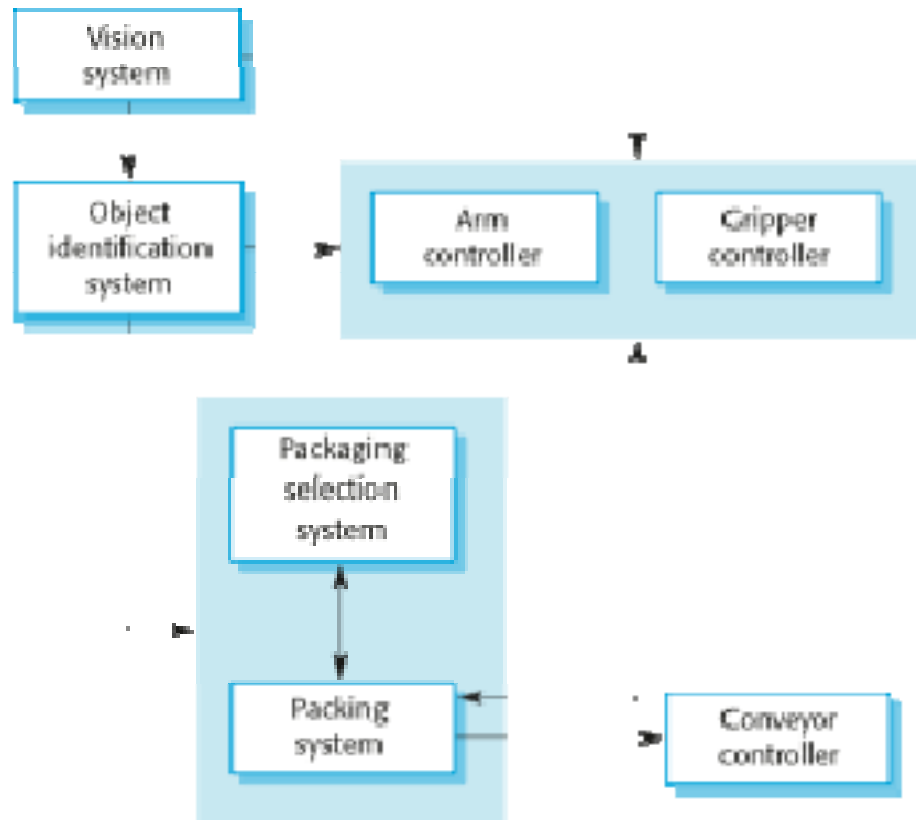 Vision
system
Object
identification
system
Arm
controller
Gripper
controller
Packaging
selection
system
Packing
system
Conveyor
controller